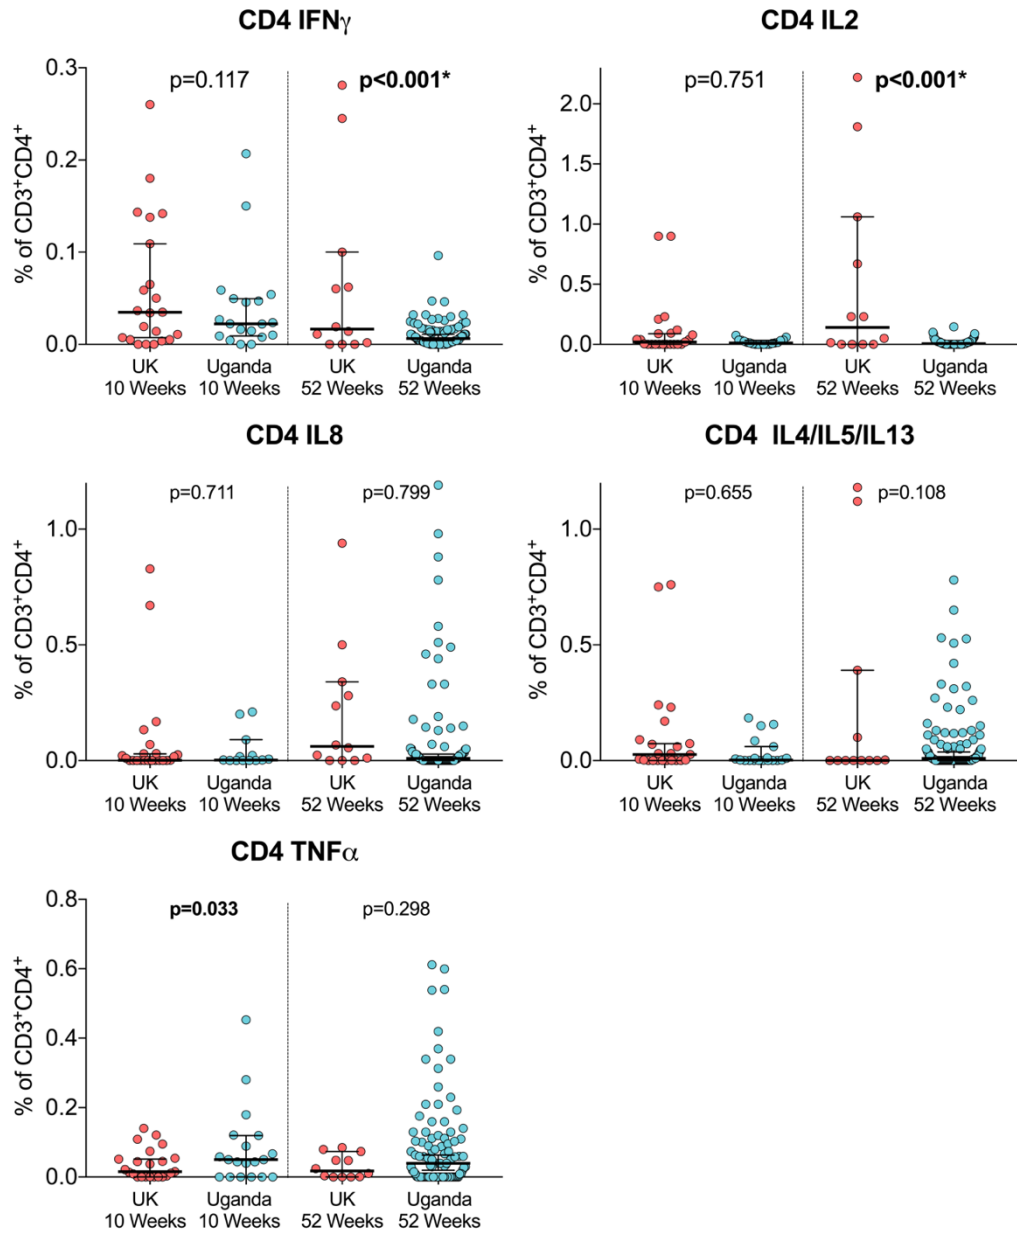 CD4 IFNγ
% of CD3⁺CD4⁺
0.3
0.2
0.1
0.0
p=0.117
p<0.001*
UK
10 Weeks
Uganda
10 Weeks
UK
52 Weeks
Uganda
52 Weeks
CD4 IL2
% of CD3⁺CD4⁺
2.0
1.5
1.0
0.5
0.0
p=0.751
p<0.001*
UK
10 Weeks
Uganda
10 Weeks
UK
52 Weeks
Uganda
52 Weeks
CD4 IL8
% of CD3⁺CD4⁺
1.0
0.5
0.0
p=0.711
p=0.799
UK
10 Weeks
Uganda
10 Weeks
UK
52 Weeks
Uganda
52 Weeks
CD4 IL4/IL5/IL13
% of CD3⁺CD4⁺
1.0
0.5
0.0
p=0.655
p=0.108
UK
10 Weeks
Uganda
10 Weeks
UK
52 Weeks
Uganda
52 Weeks
CD4 TNFα
% of CD3⁺CD4⁺
0.8
0.6
0.4
0.2
0.0
p=0.033
p=0.298
UK
10 Weeks
Uganda
10 Weeks
UK
52 Weeks
Uganda
52 Weeks